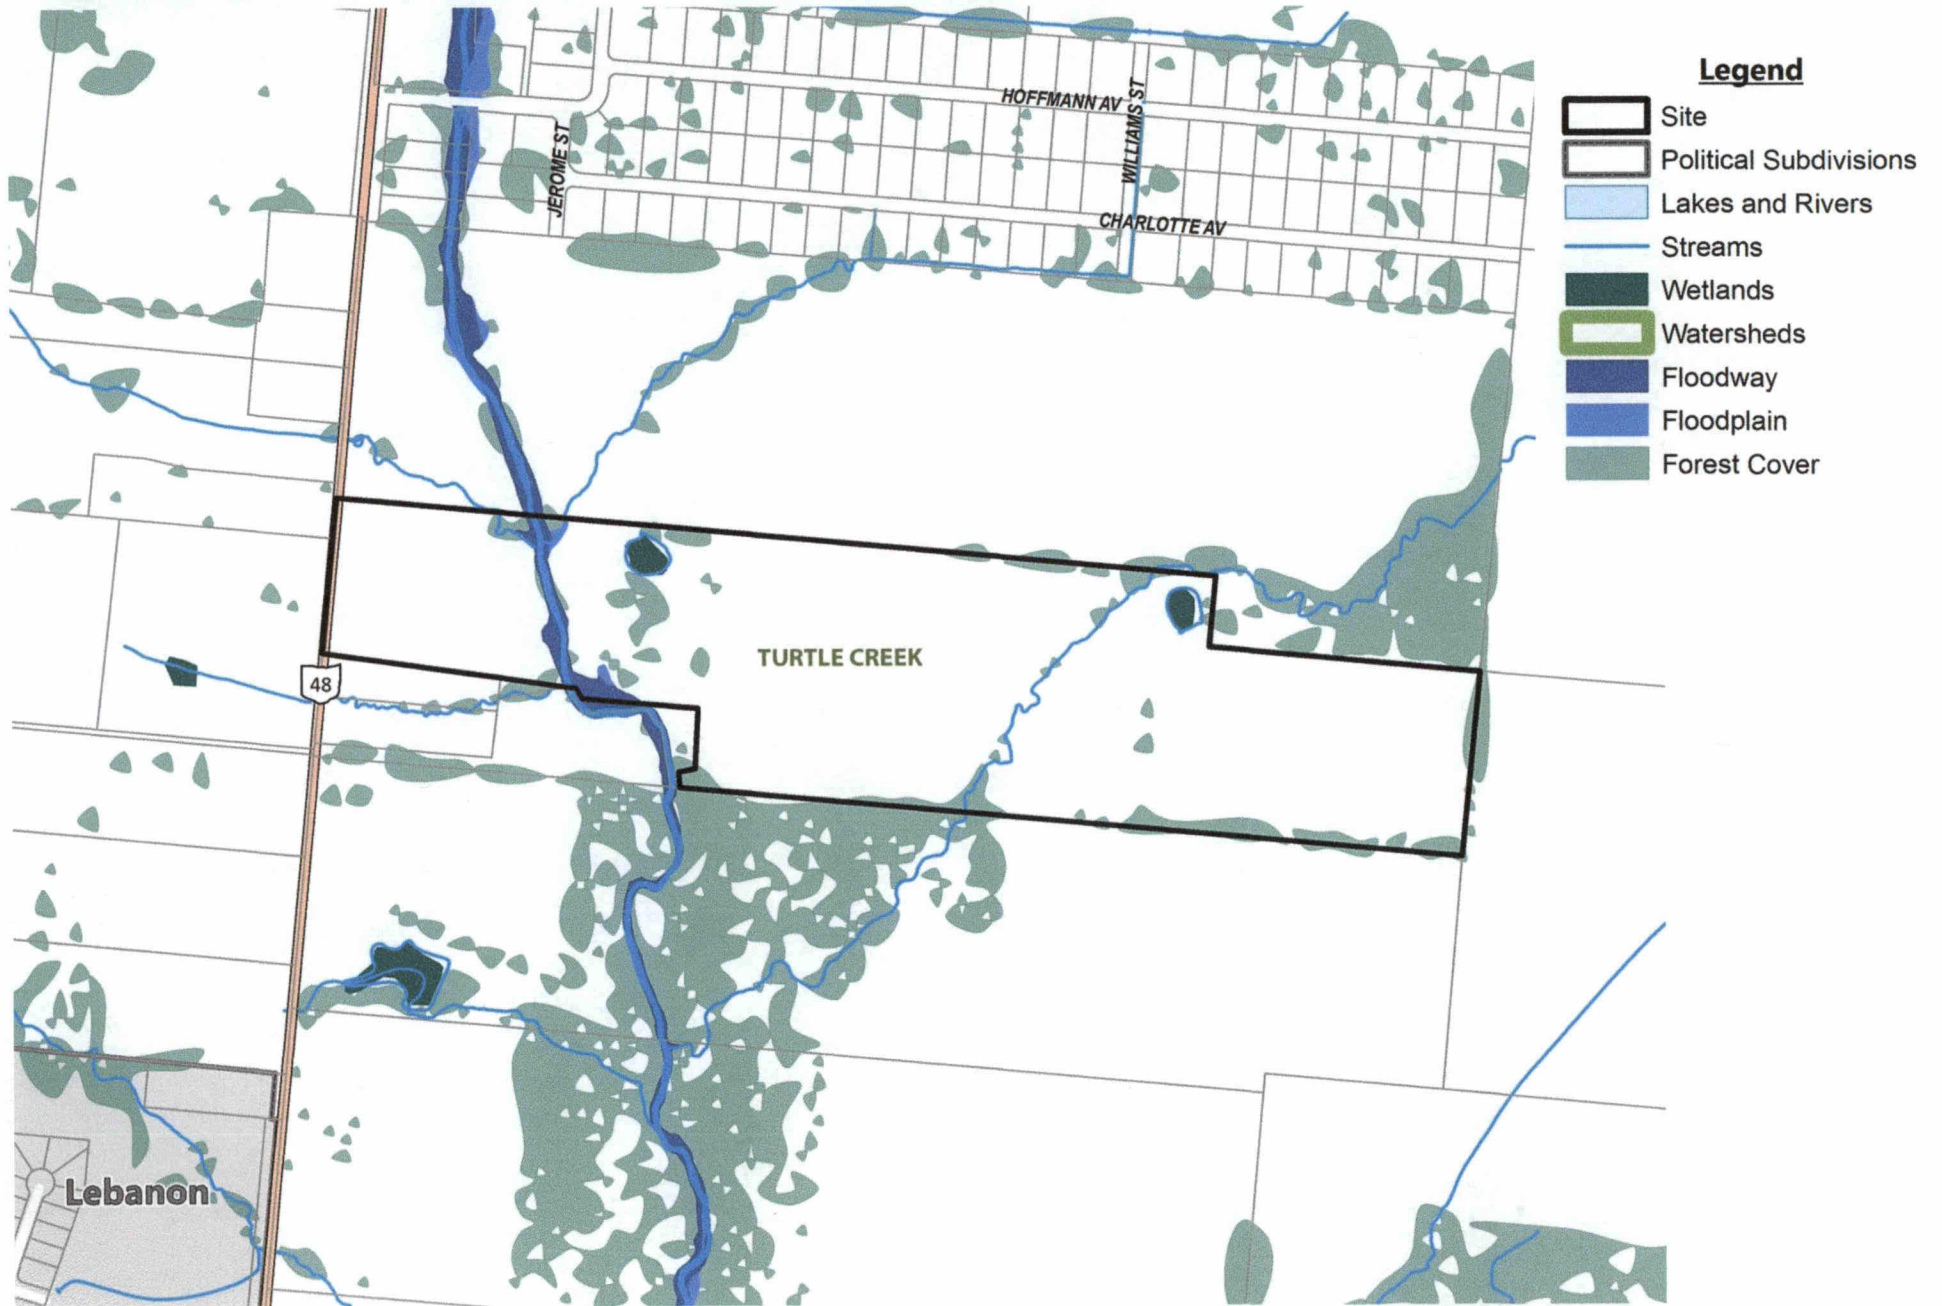 HOFFMANN AV
WILLIAMS ST
JEROME ST
CHARLOTTE AV
TURTLE CREEK
48
Lebanon
Legend
Site
Political Subdivisions
Lakes and Rivers
Streams
Wetlands
Watersheds
Floodway
Floodplain
Forest Cover